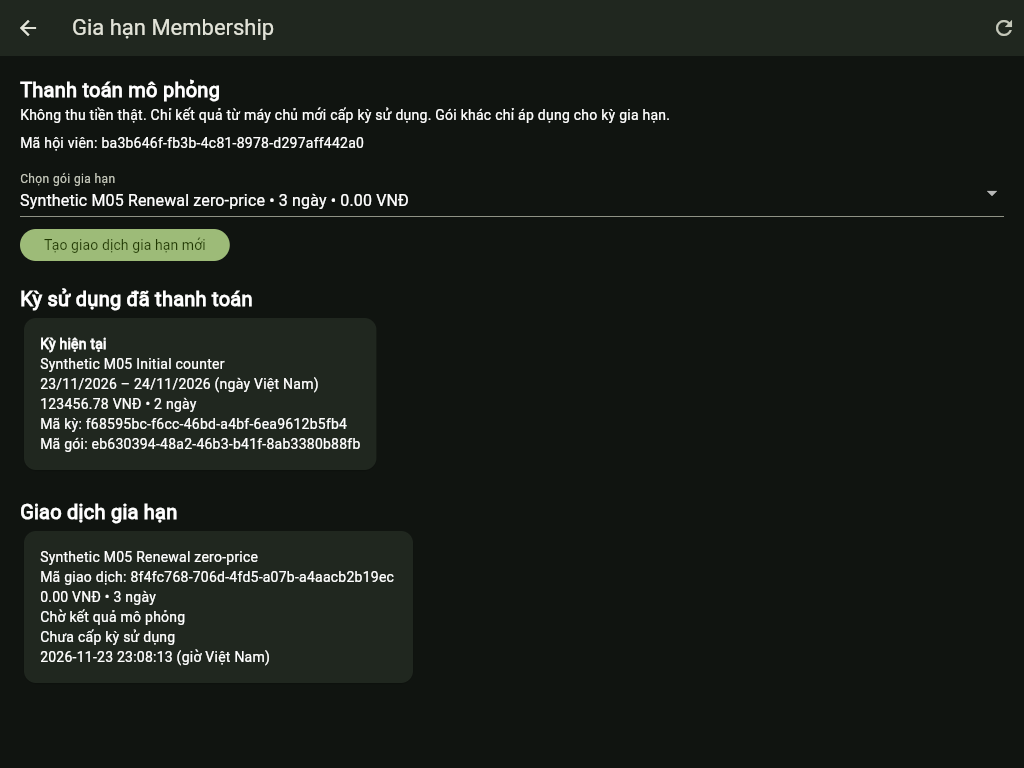 Gia hạn Membership
Thanh toán mô phỏng
Không thu tiền thật. Chỉ kết quả từ máy chủ mới cấp kỳ sử dụng. Gói khác chỉ áp dụng cho kỳ gia hạn.
Mã hội viên: ba3b646f-fb3b-4c81-8978-d297aff442a0
Chọn gói gia hạn
Synthetic M05 Renewal zero-price • 3 ngày • 0.00 VNĐ
Tạo giao dịch gia hạn mới
Kỳ sử dụng đã thanh toán
Kỳ hiện tại
Synthetic M05 Initial counter
23/11/2026 – 24/11/2026 (ngày Việt Nam)
123456.78 VNĐ • 2 ngày
Mã kỳ: f68595bc-f6cc-46bd-a4bf-6ea9612b5fb4
Mã gói: eb630394-48a2-46b3-b41f-8ab3380b88fb
Giao dịch gia hạn
Synthetic M05 Renewal zero-price
Mã giao dịch: 8f4fc768-706d-4fd5-a07b-a4aacb2b19ec
0.00 VNĐ • 3 ngày
Chờ kết quả mô phỏng
Chưa cấp kỳ sử dụng
2026-11-23 23:08:13 (giờ Việt Nam)